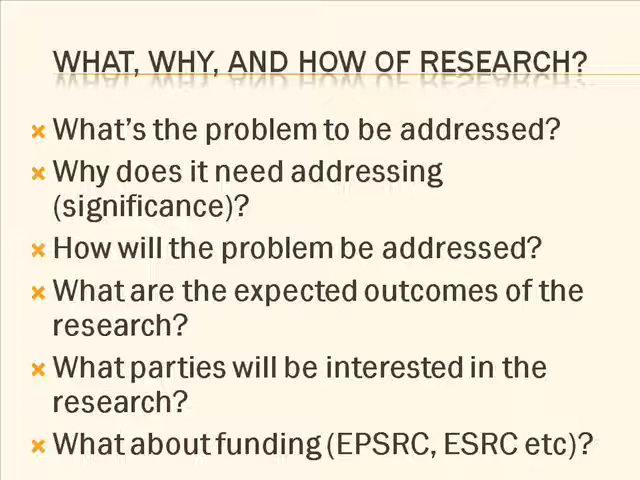 WHAT, WHY, AND HOW OF RESEARCH?
What's the problem to be addressed?
Why does it need addressing
(significance)?
How will the problem be addressed?
What are the expected outcomes of the
research?
What parties will be interested in the
research?
What about funding (EPSRC, ESRC etc)?